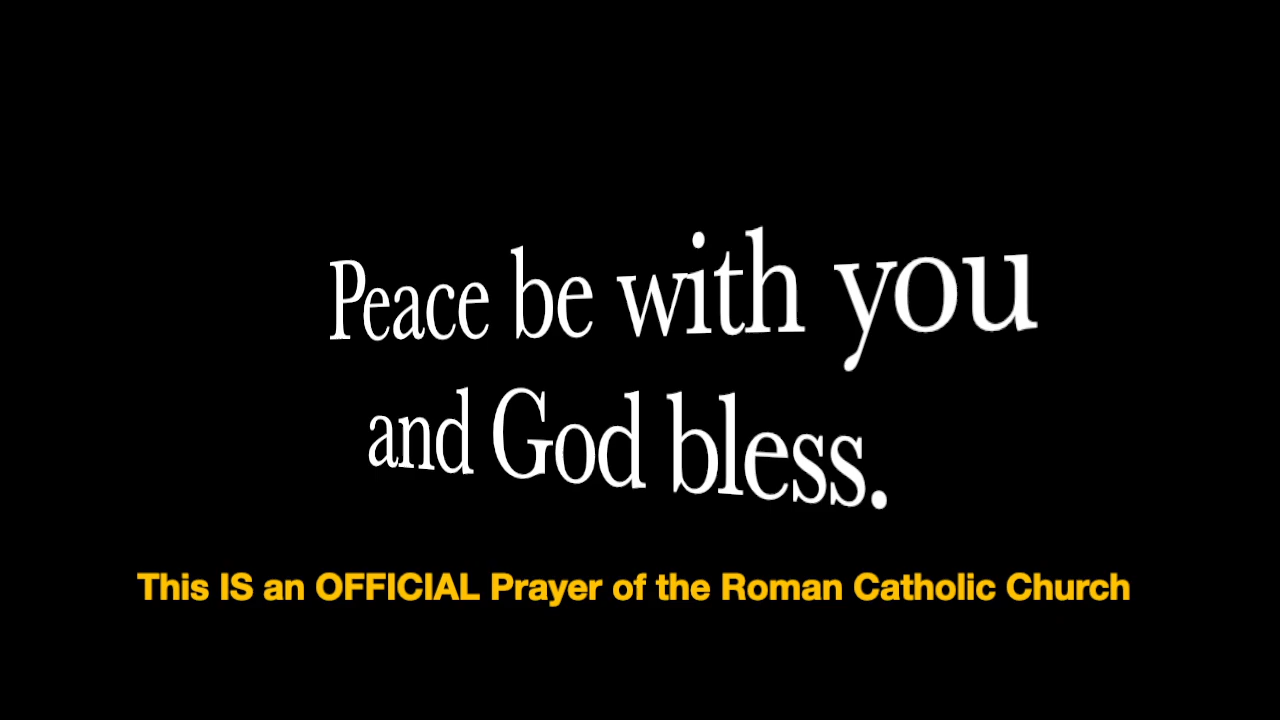 Peace be with you
and God bless.
This IS an OFFICIAL Prayer of the Roman Catholic Church